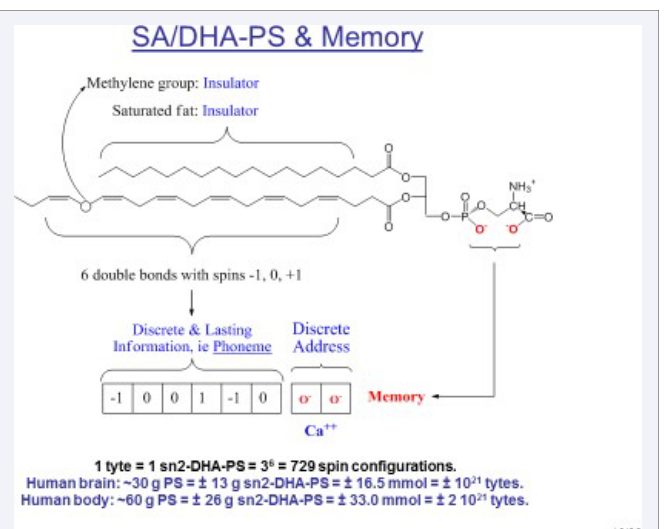 SA/DHA-PS & Memory
Methylene group: Insulator
Saturated fat: Insulator
O
O
NH₃⁺
O
O
CH
O
O
O
P
C=O
O
O⁻
⁻O
6 double bonds with spins -1, 0, +1
Discrete & Lasting
Information, ie Phoneme
Discrete
Address
-1 0 0 1 -1 0 O⁻ O⁻ Memory
Ca⁺⁺
1 tyte = 1 sn2-DHA-PS = 3⁶ = 729 spin configurations.
Human brain: ~30 g PS = ± 13 g sn2-DHA-PS = ± 16.5 mmol = ± 10²¹ tytes.
Human body: ~60 g PS = ± 26 g sn2-DHA-PS = ± 33.0 mmol = ± 2 10²¹ tytes.